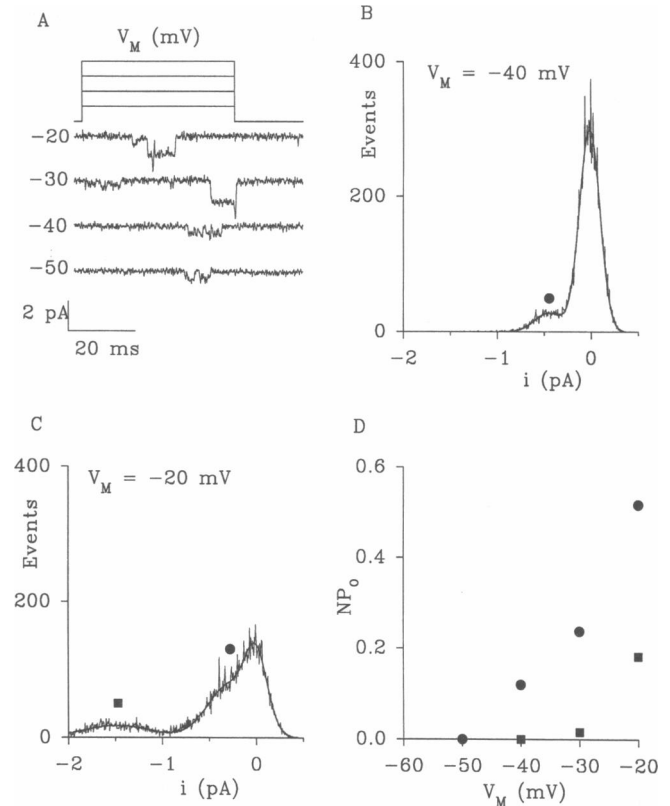 A
V_M (mV)
−20
−30
−40
−50
2 pA
20 ms
B
V_M = −40 mV
Events
400
200
0
−2
−1
0
i (pA)
C
V_M = −20 mV
Events
400
200
0
−2
−1
0
i (pA)
D
NP_o
0.6
0.4
0.2
0.0
−60
−50
−40
−30
−20
V_M (mV)